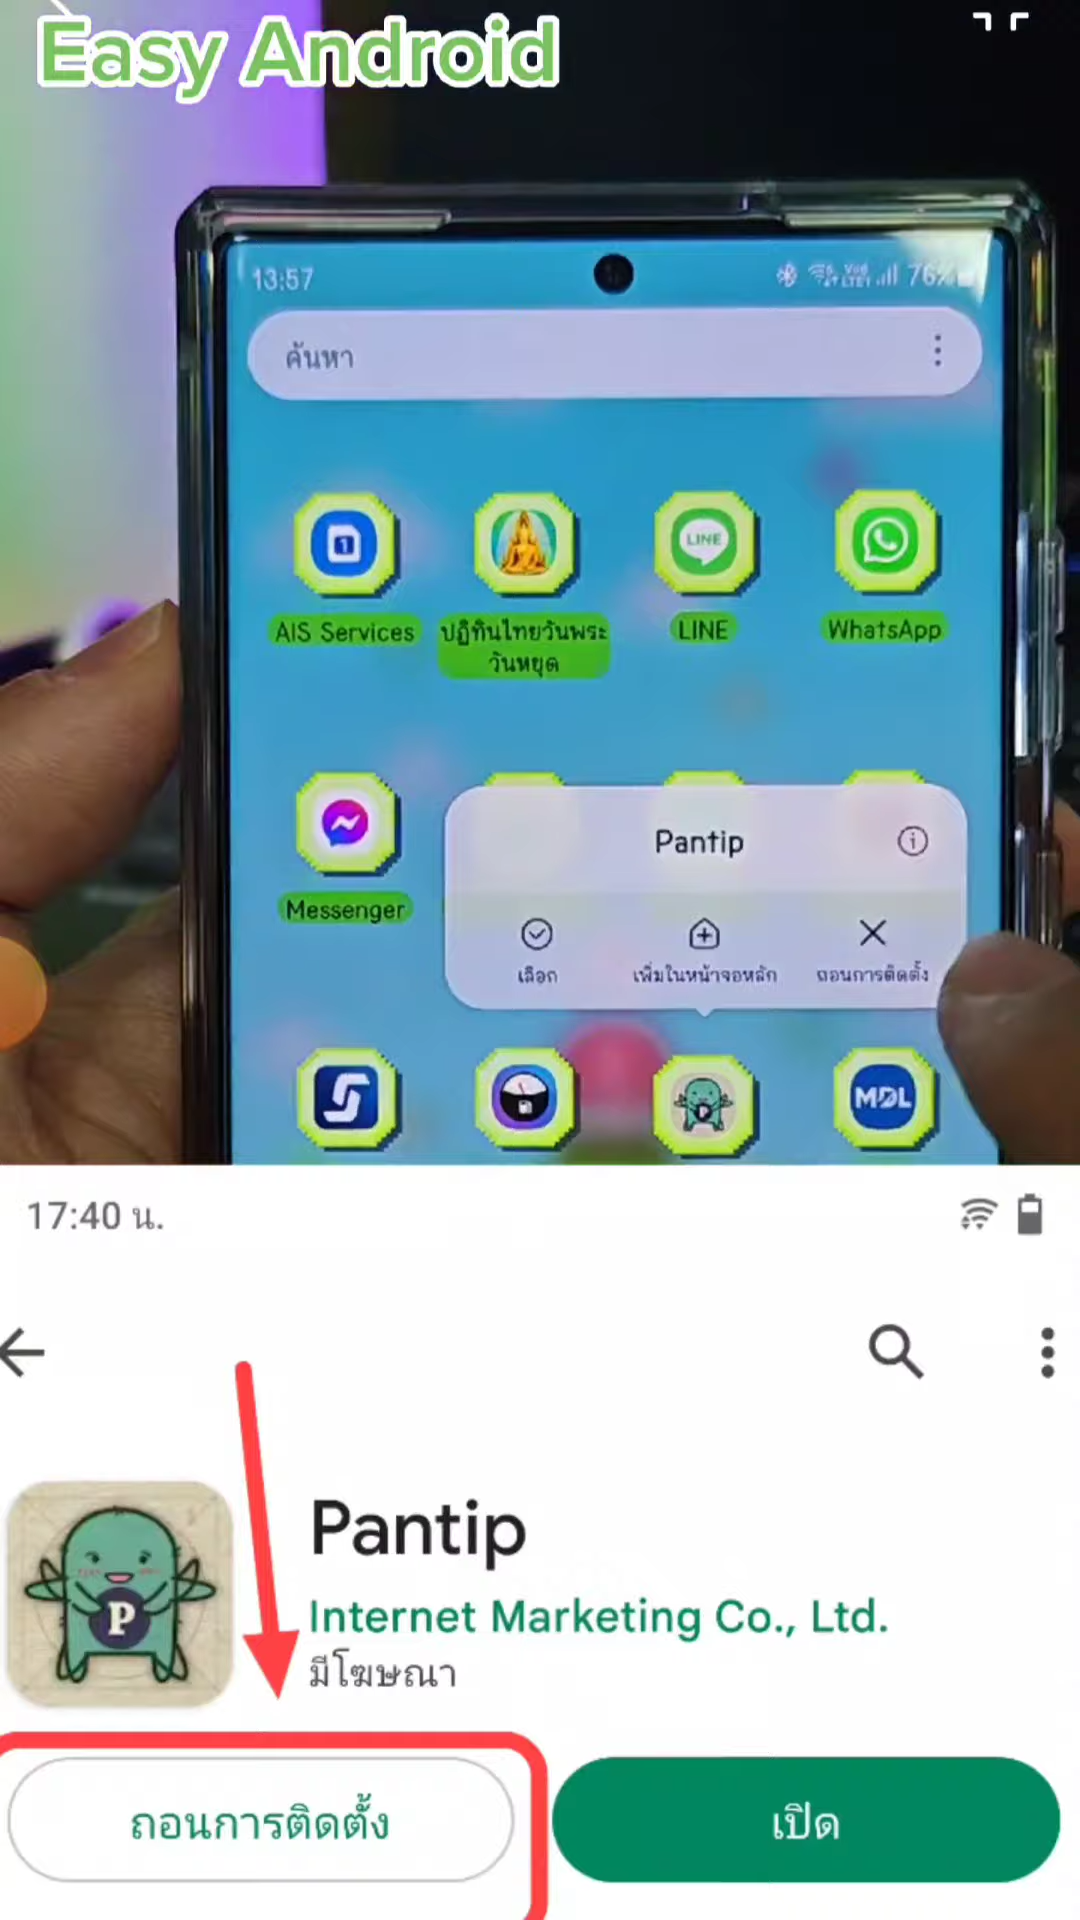 Easy Android
13:57
76%
ค้นหา
AIS Services
ปฏิทินไทยวันพระ
วันหยุด
LINE
LINE
WhatsApp
Messenger
Pantip
เลือก
เพิ่มในหน้าจอหลัก
ถอนการติดตั้ง
P
MDL
17:40 น.
Pantip
P
Internet Marketing Co., Ltd.
มีโฆษณา
ถอนการติดตั้ง
เปิด